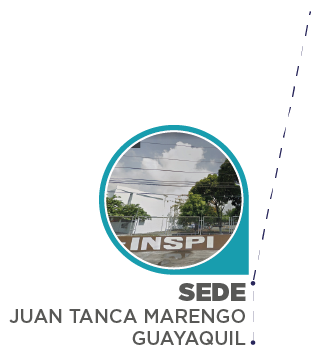 INSPI
SEDE
JUAN TANCA MARENGO
GUAYAQUIL